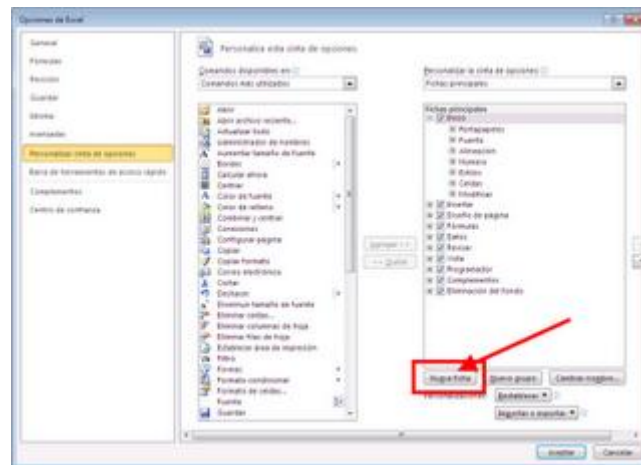 Opciones de Excel
General
Fórmulas
Revisión
Guardar
Idioma
Avanzadas
Personalizar cinta de opciones
Barra de herramientas de acceso rápido
Complementos
Centro de confianza
Personalice esta cinta de opciones.
Comandos disponibles en:
Comandos más utilizados
Abrir
Abrir archivo reciente...
Actualizar todo
Administrador de nombres
Aumentar tamaño de fuente
Bordes
Calcular ahora
Centrar
Color de fuente
Color de relleno
Combinar y centrar
Conexiones
Configurar página
Copiar
Copiar formato
Correo electrónico
Cortar
Deshacer
Disminuir tamaño de fuente
Eliminar celdas...
Eliminar columnas de hoja
Eliminar filas de hoja
Establecer área de impresión
Filtro
Formas
Formato condicional
Formato de celdas...
Fuente
Guardar
Agregar >>
<< Quitar
Personalizar la cinta de opciones:
Fichas principales
Fichas principales
Inicio
Portapapeles
Fuente
Alineación
Número
Estilos
Celdas
Modificar
Insertar
Diseño de página
Fórmulas
Datos
Revisar
Vista
Programador
Complementos
Eliminación del fondo
Nueva ficha
Nuevo grupo
Cambiar nombre...
Personalizaciones:
Restablecer
Importar o exportar
Aceptar
Cancelar